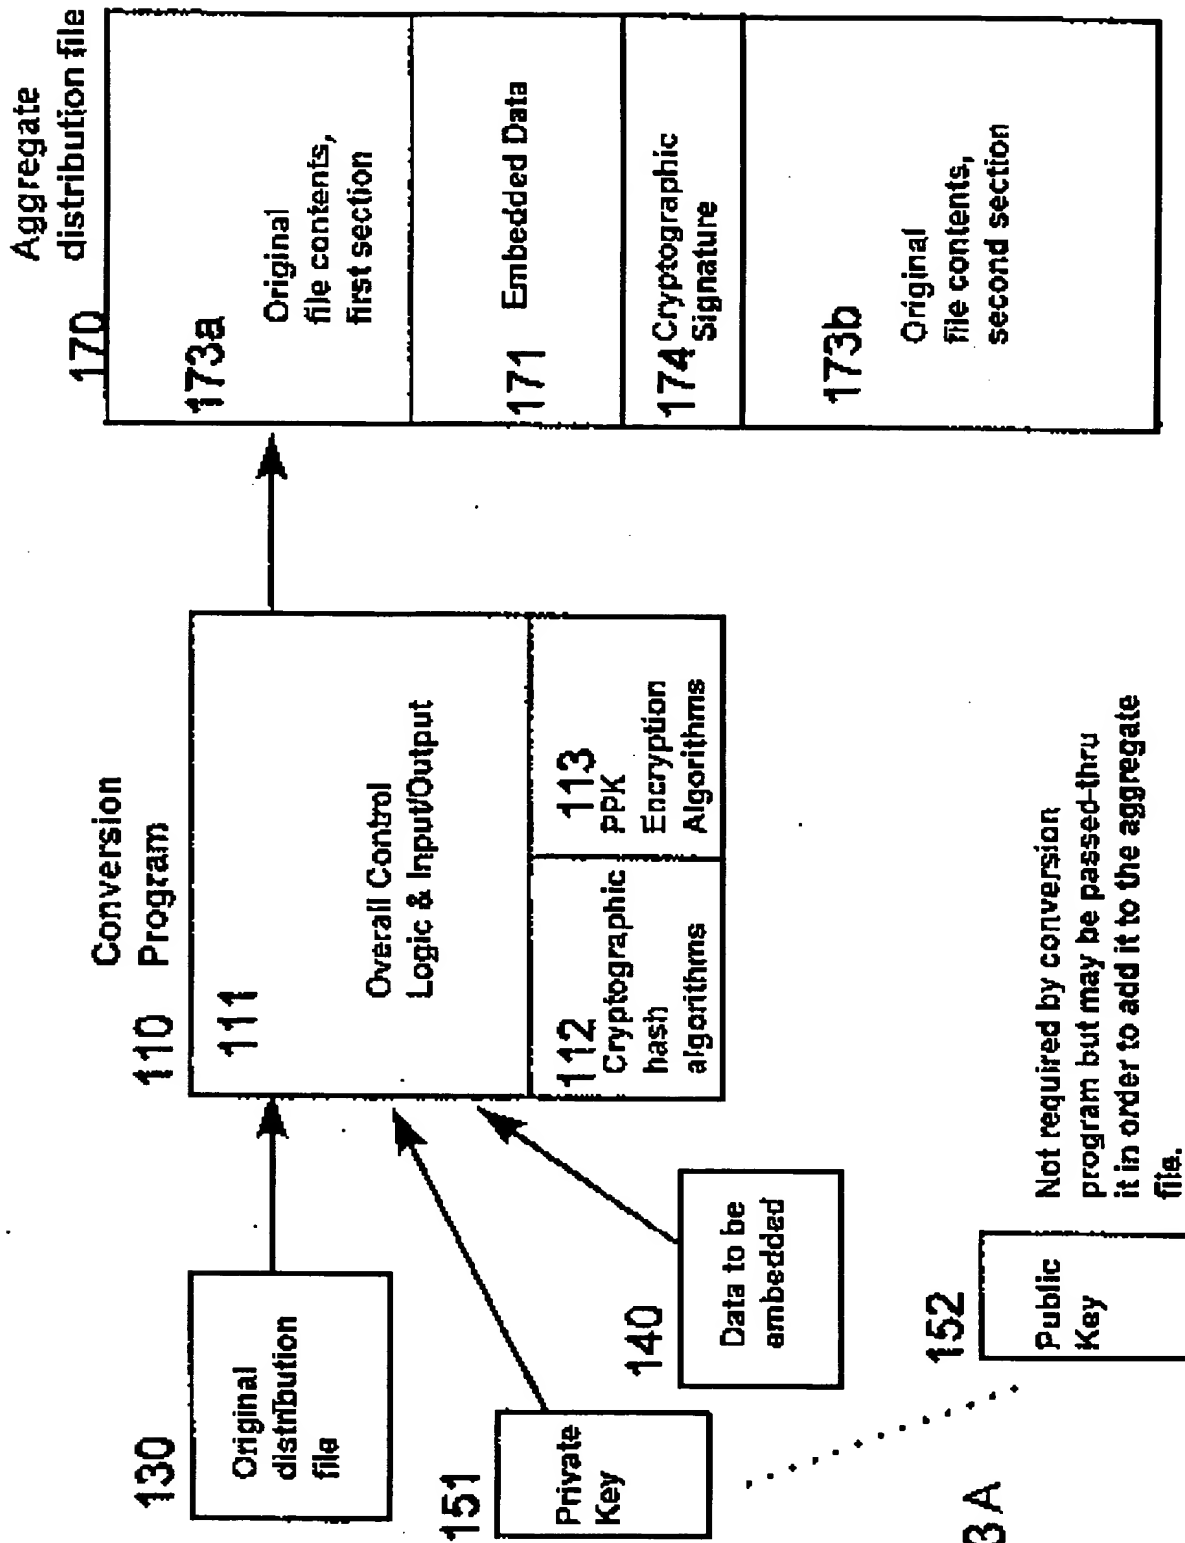 130
Original
distribution
file
151
Private
Key
140
Data to be
embedded
152
Public
Key
Not required by conversion
program but may be passed-thru
it in order to add it to the aggregate
file.
Conversion
110 Program
111
Overall Control
Logic & Input/Output
112
Cryptographic
hash
algorithms
113
PPK
Encryption
Algorithms
Aggregate
distribution file
170
173a
Original
file contents,
first section
171
Embedded Data
174 Cryptographic
Signature
173b
Original
file contents,
second section
3A